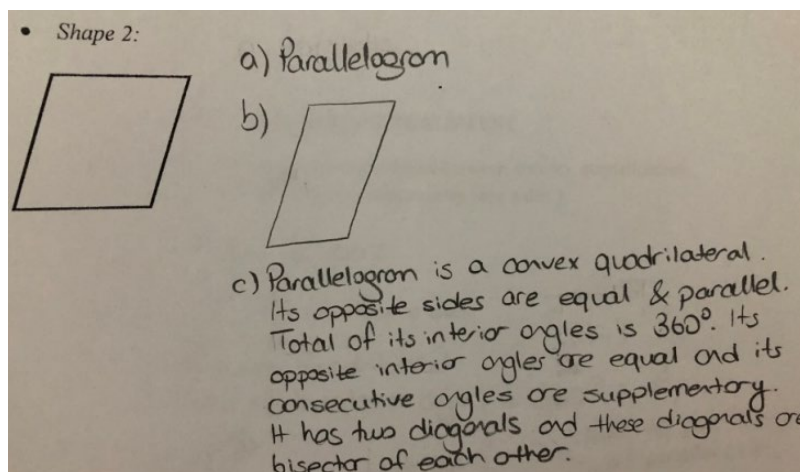 • Shape 2:
a) Parallelogram
b)
c) Parallelogram is a convex quadrilateral.
Its opposite sides are equal & parallel.
Total of its interior angles is 360°. Its
opposite interior angles are equal and its
consecutive angles are supplementary.
It has two diagonals and these diagonals are
bisector of each other.